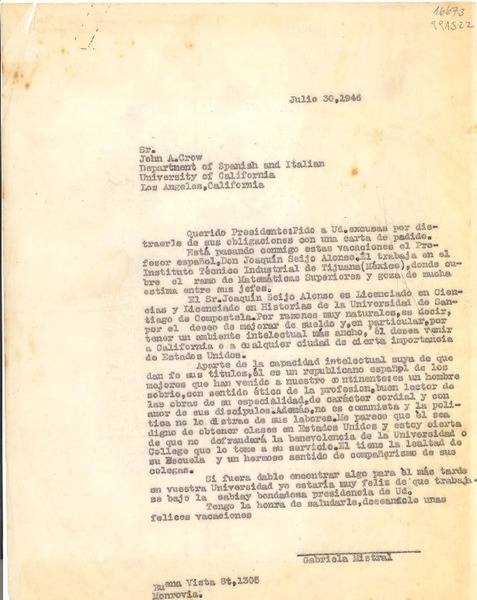 16673
991522
Julio 30,1946
Sr.
John A.Crow
Department of Spanish and Italian
University of California
Los Angeles,California
Querido Presidente:Pido a Ud.excusas por dis-
traerle de sus obligaciones con una carta de pedido.
Está pasando conmigo estas vacaciones el Pro-
fesor español,Don Joaquín Seijo Alonso.El trabaja en el
Instituto Técnico Industrial de Tijuana(México),donde cu-
bre el ramo de Matemáticas Superiores y goza de mucha
estima entre sus jefes.
El Sr.Joaquín Seijo Alonso es Licenciado en Cien-
cias y Licenciado en Historias de la Universidad de San-
tiago de Compostela.Por razones muy naturales,es decir,
por el deseo de mejorar de sueldo y,en particular,por
tener un ambiente intelectual más ancho, él desea venir
a California o a cualquier ciudad de cierta importancia
de Estados Unidos.
Aparte de la capacidad intelectual suya de que
dan fe sus títulos,él es un republicano español de los
mejores que han venido a nuestro continente:es un hombre
sobrio,con sentido ético de la profesión,buen lector de
las obras de su especialidad,de carácter cordial y con
amor de sus discípulos.Además,no es comunista y la polí-
tica no lo distrae de sus labores.Me parece que él sea
digno de obtener clases en Estados Unidos y estoy cierta
de que no defraudará la benevolencia de la Universidad o
College que lo tome a su servicio.El tiene la lealtad de
su Escuela y un hermoso sentido de compañerismo de sus
colegas.
Si fuera dable encontrar algo para él más tarde
en vuestra Universidad yo estaría muy feliz de que trabaja-
se bajo la sabiay bondadosa presidencia de Ud.
Tengo la honra de saludarle,deseándole unas
felices vacaciones
Gabriela Mistral
Buena Vista St,1305
Monrovia.